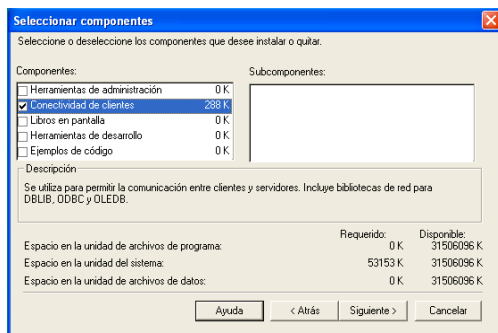 Seleccionar componentes
Seleccione o deseleccione los componentes que desee instalar o quitar.
Componentes:
Subcomponentes:
Herramientas de administración 0 K
Conectividad de clientes 288 K
Libros en pantalla 0 K
Herramientas de desarrollo 0 K
Ejemplos de código 0 K
Descripción
Se utiliza para permitir la comunicación entre clientes y servidores. Incluye bibliotecas de red para
DBLIB, ODBC y OLEDB.
Requerido: Disponible:
Espacio en la unidad de archivos de programa: 0 K 31506096 K
Espacio en la unidad del sistema: 53153 K 31506096 K
Espacio en la unidad de archivos de datos: 0 K 31506096 K
Ayuda < Atrás Siguiente > Cancelar